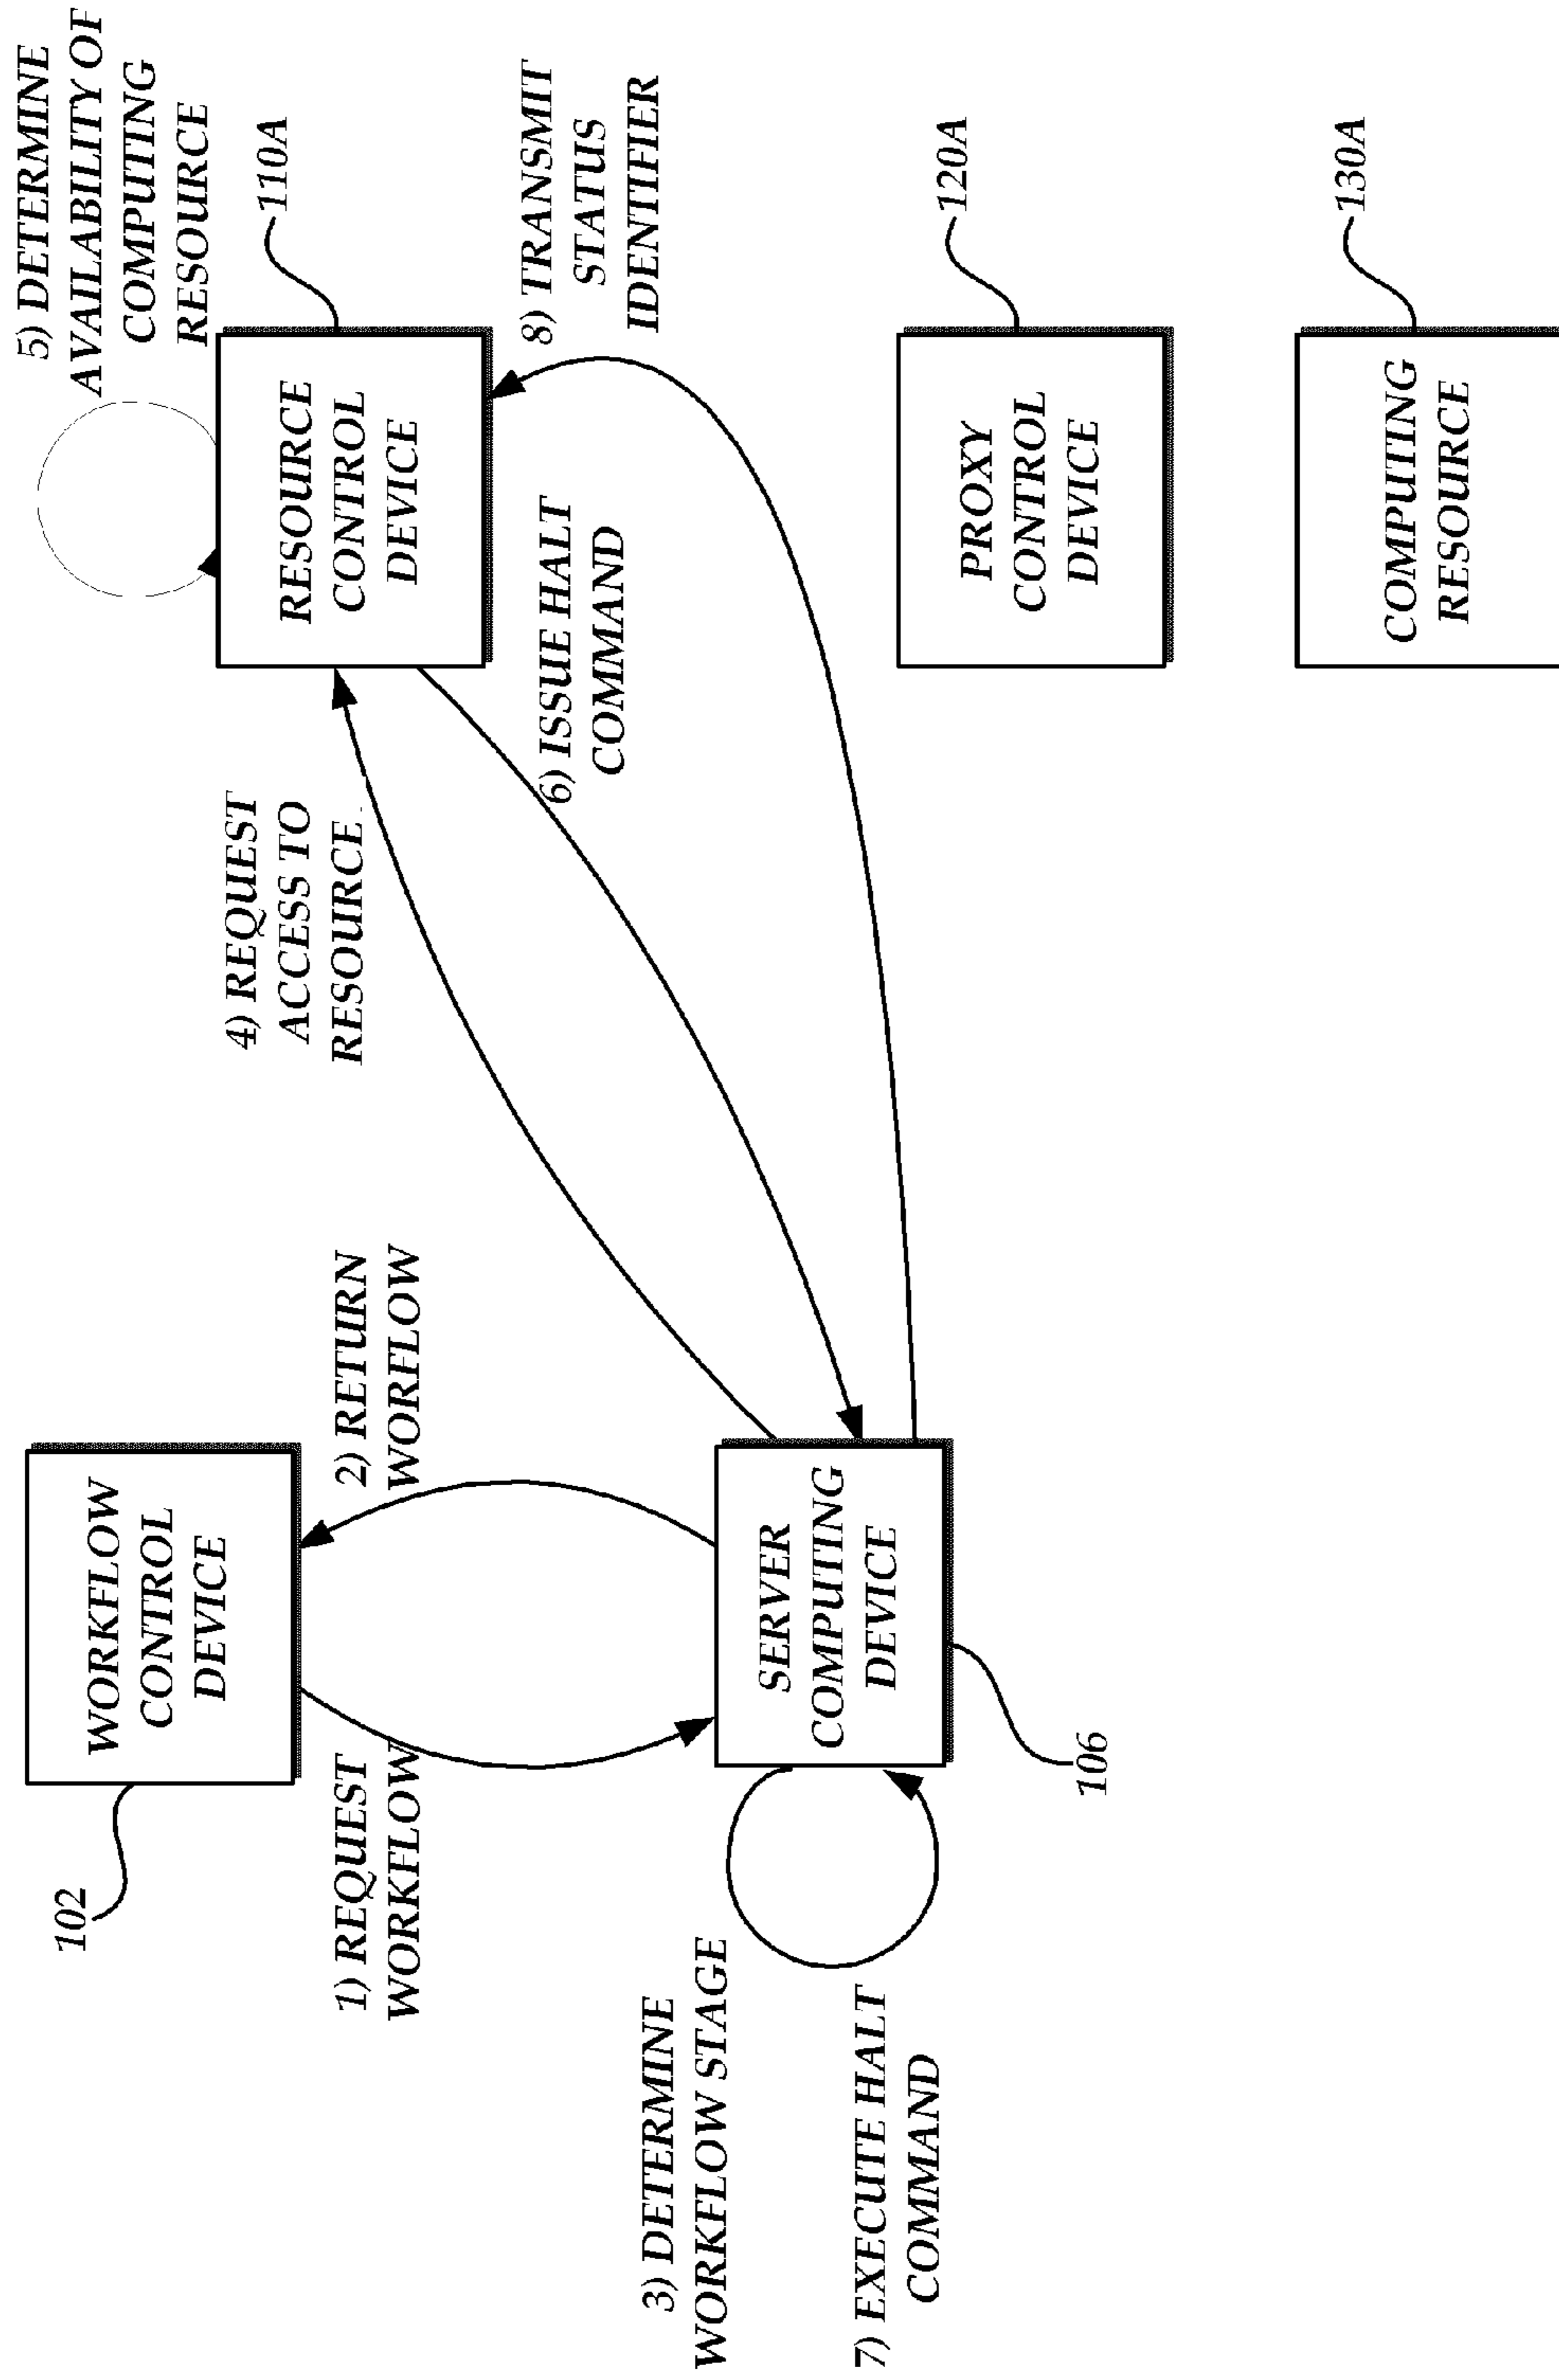 102
WORKFLOW
CONTROL
DEVICE
1) REQUEST
WORKFLOW
2) RETURN
WORKFLOW
3) DETERMINE
WORKFLOW STAGE
7) EXECUTE HALT
COMMAND
SERVER
COMPUTING
DEVICE
106
4) REQUEST
ACCESS TO
RESOURCE
5) DETERMINE
AVAILABILITY OF
COMPUTING
RESOURCE
RESOURCE
CONTROL
DEVICE
110A
6) ISSUE HALT
COMMAND
8) TRANSMIT
STATUS
IDENTIFIER
PROXY
CONTROL
DEVICE
120A
COMPUTING
RESOURCE
130A